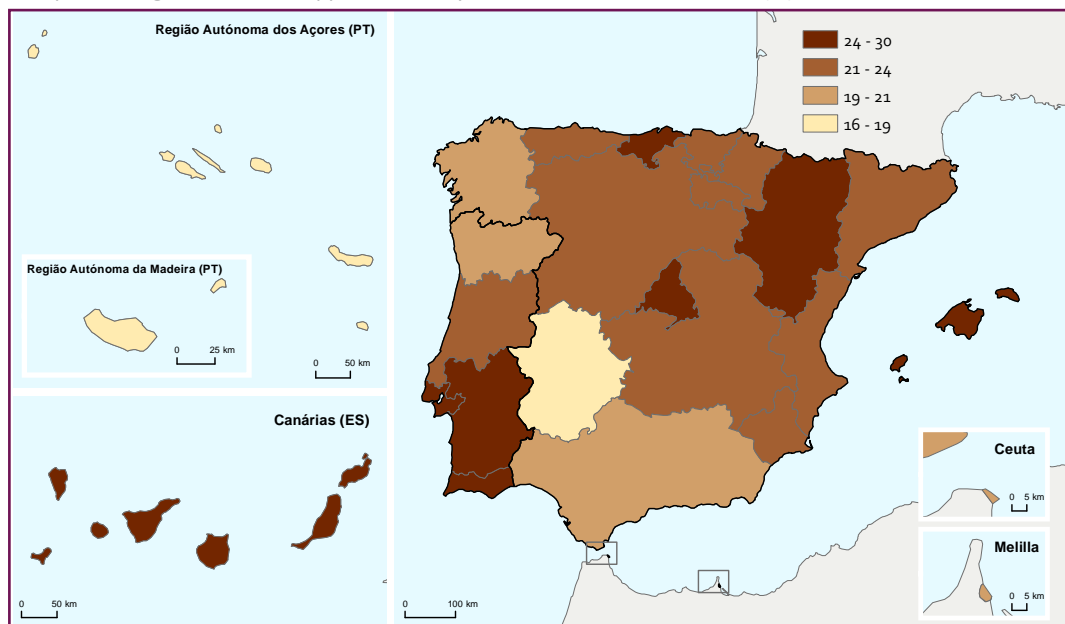 Região Autónoma dos Açores (PT)
24 - 30
21 - 24
19 - 21
16 - 19
Região Autónoma da Madeira (PT)
0 25 km
0 50 km
Canárias (ES)
0 50 km
0 100 km
Ceuta
0 5 km
Melilla
0 5 km